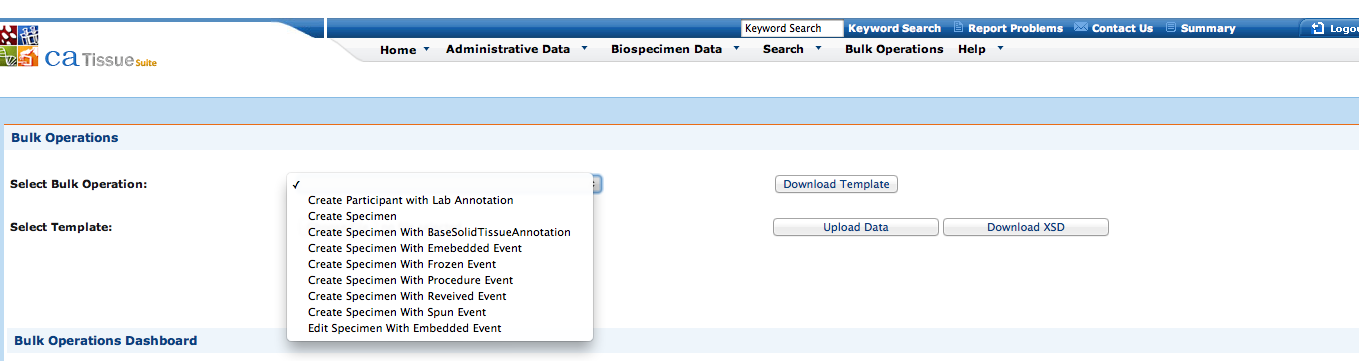 Keyword Search Keyword Search Report Problems Contact Us Summary Logou
ca Tissue Suite
Home Administrative Data Biospecimen Data Search Bulk Operations Help
Bulk Operations
Select Bulk Operation:
✓
Download Template
Create Participant with Lab Annotation
Create Specimen
Select Template:
Upload Data Download XSD
Create Specimen With BaseSolidTissueAnnotation
Create Specimen With Emebedded Event
Create Specimen With Frozen Event
Create Specimen With Procedure Event
Create Specimen With Reveived Event
Create Specimen With Spun Event
Edit Specimen With Embedded Event
Bulk Operations Dashboard